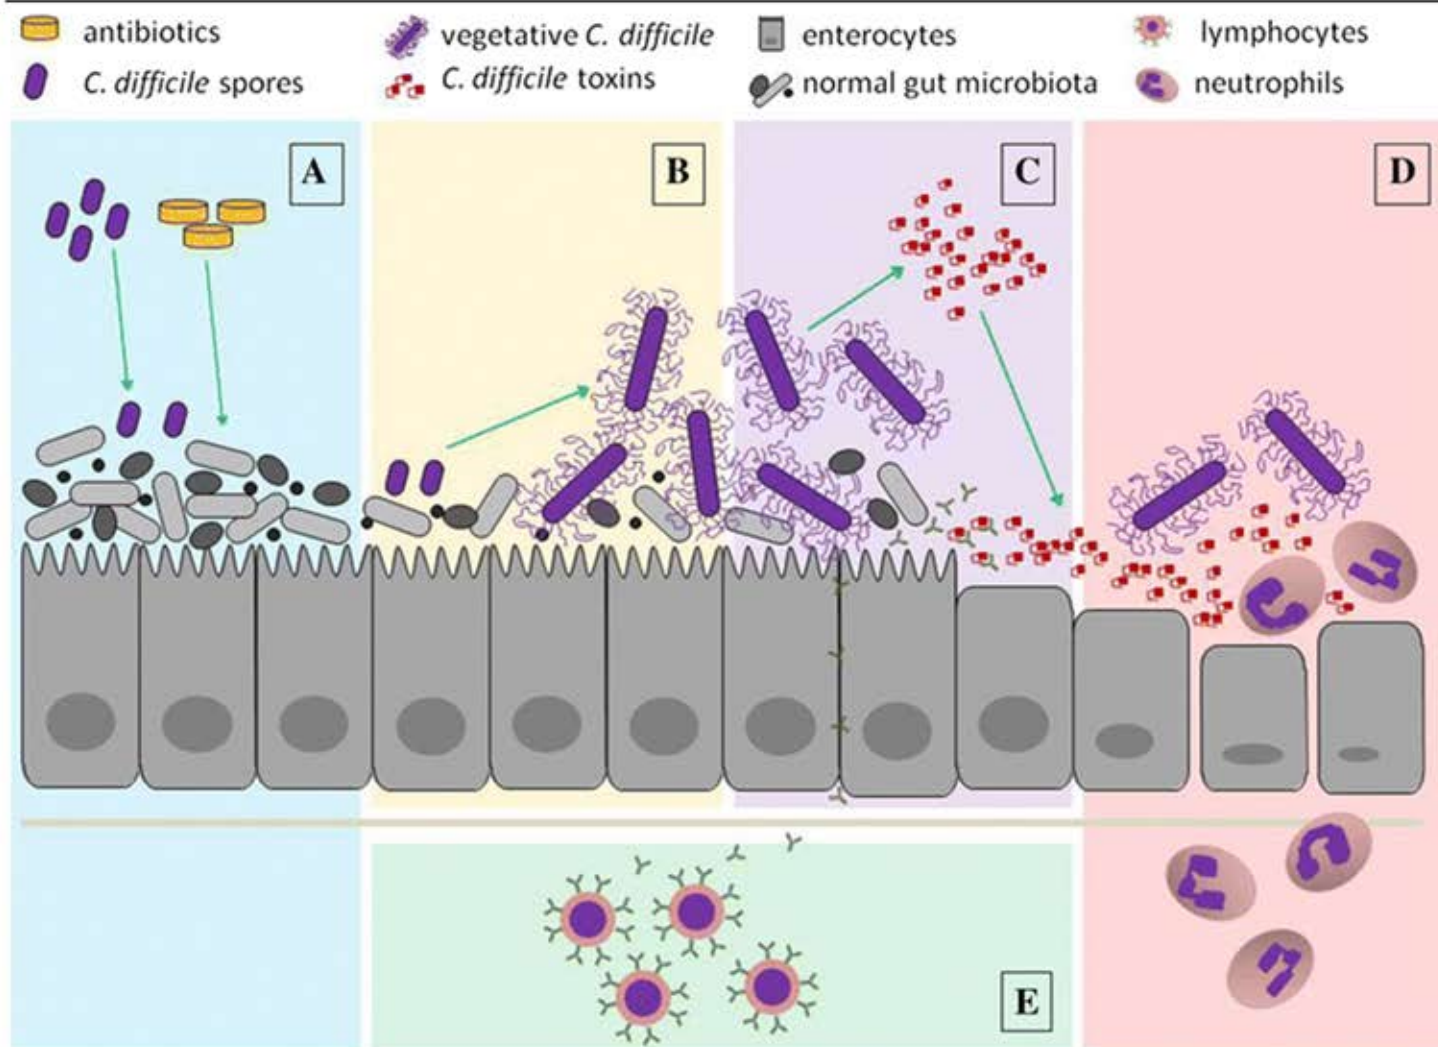 antibiotics
vegetative C. difficile
enterocytes
lymphocytes
C. difficile spores
C. difficile toxins
normal gut microbiota
neutrophils
A
B
C
D
E